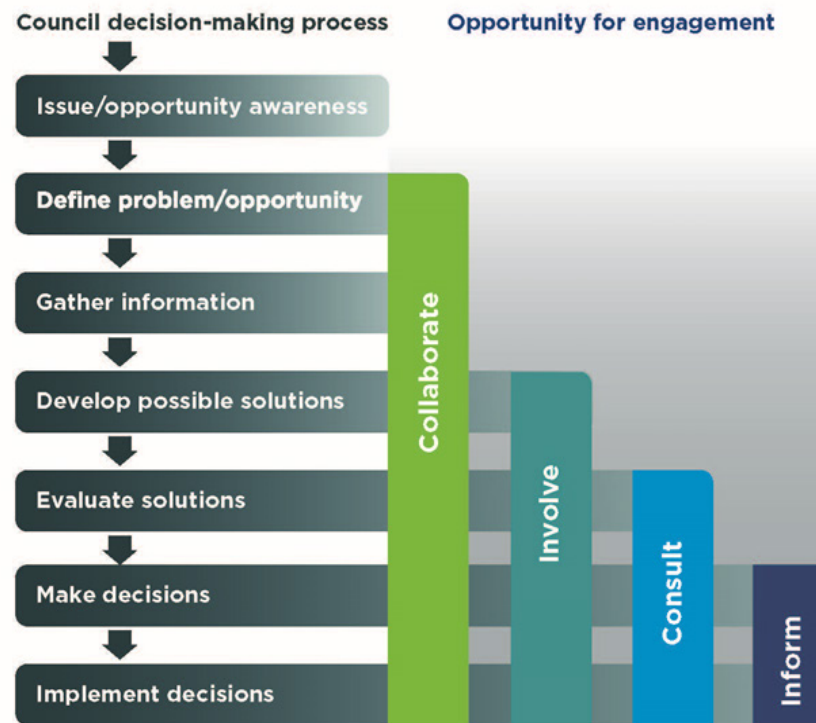 Council decision-making process
Opportunity for engagement
Issue/opportunity awareness
Define problem/opportunity
Gather information
Develop possible solutions
Evaluate solutions
Make decisions
Implement decisions
Collaborate
Involve
Consult
Inform